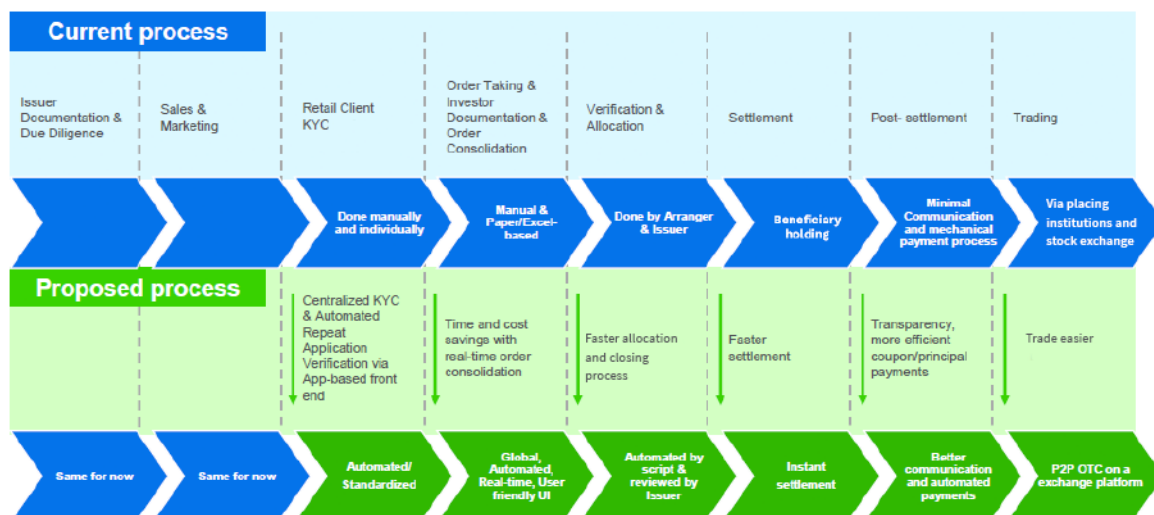 Current process
Issuer
Documentation &
Due Diligence
Sales &
Marketing
Retail Client
KYC
Order Taking &
Investor
Documentation &
Order
Consolidation
Verification &
Allocation
Settlement
Post- settlement
Trading
Done manually
and individually
Manual &
Paper/Excel-
based
Done by Arranger
& Issuer
Beneficiary
holding
Minimal
Communication
and mechanical
payment process
Via placing
institutions and
stock exchange
Proposed process
Centralized KYC
& Automated
Repeat
Application
Verification via
App-based front
end
Time and cost
savings with
real-time order
consolidation
Faster allocation
and closing
process
Faster
settlement
Transparency,
more efficient
coupon/principal
payments
Trade easier
Same for now
Same for now
Automated/
Standardized
Global,
Automated,
Real-time, User
friendly UI
Automated by
script &
reviewed by
Issuer
Instant
settlement
Better
communication
and automated
payments
P2P OTC on a
exchange platform